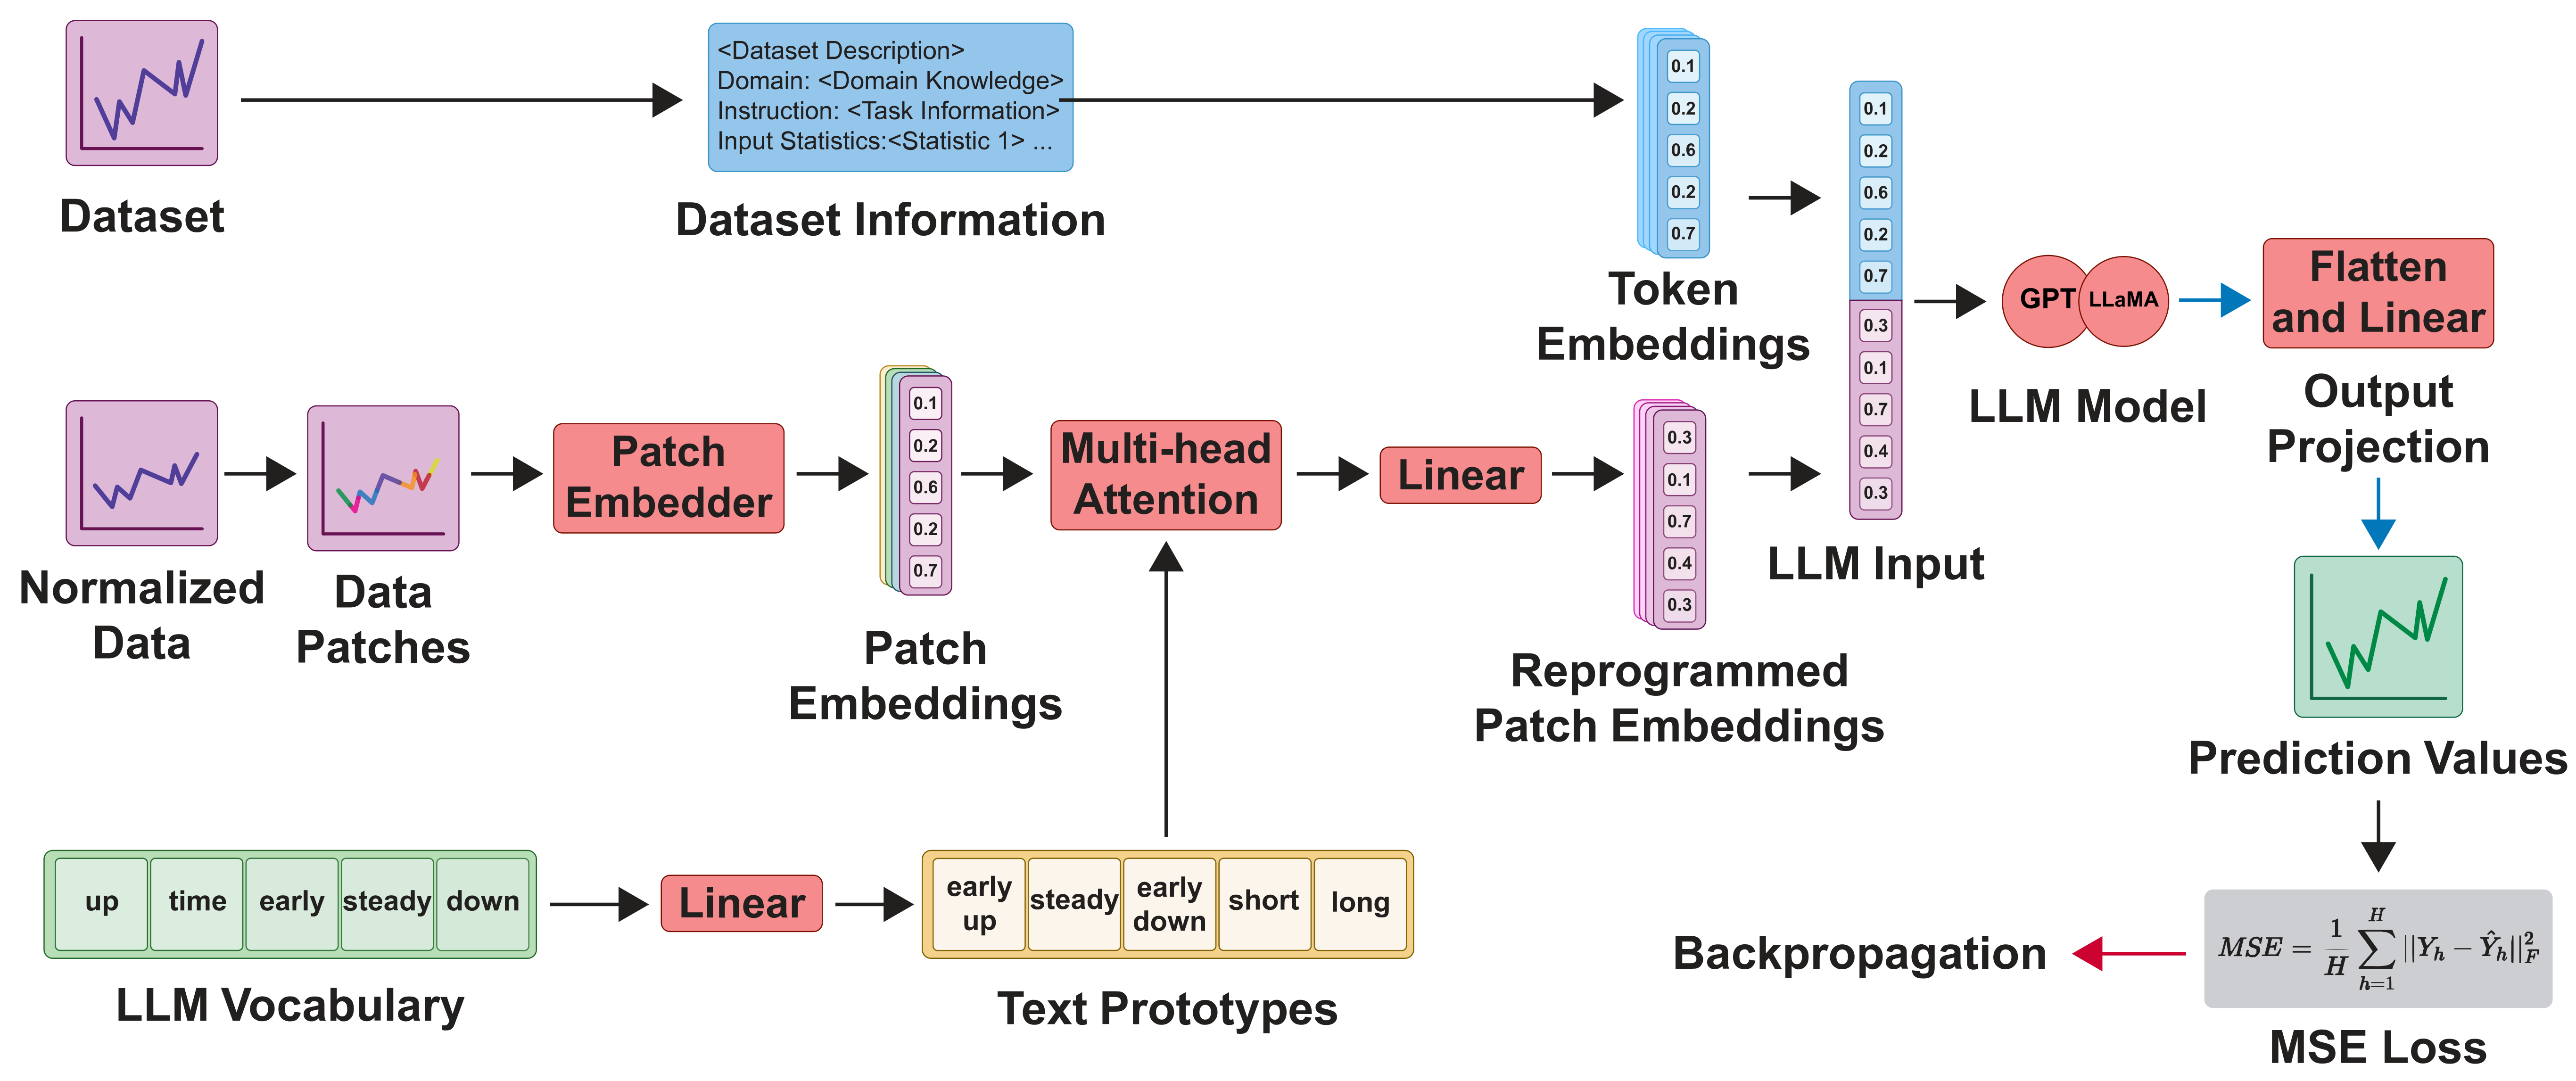 <Dataset Description>
Domain: <Domain Knowledge>
Instruction: <Task Information>
Input Statistics:<Statistic 1> ...
Dataset
Dataset Information
0.1
0.2
0.6
0.2
0.7
Token
Embeddings
0.1
0.2
0.6
0.2
0.7
0.3
0.1
0.7
0.4
0.3
LLM Input
GPT
LLaMA
LLM Model
Flatten
and Linear
Output
Projection
Normalized
Data
Data
Patches
Patch
Embedder
0.1
0.2
0.6
0.2
0.7
Patch
Embeddings
Multi-head
Attention
Linear
0.3
0.1
0.7
0.4
0.3
Reprogrammed
Patch Embeddings
Prediction Values
up
time
early
steady
down
LLM Vocabulary
Linear
early
up
steady
early
down
short
long
Text Prototypes
Backpropagation
MSE = \frac{1}{H} \sum_{h=1}^{H} ||Y_h - \hat{Y}_h||_F^2
MSE Loss